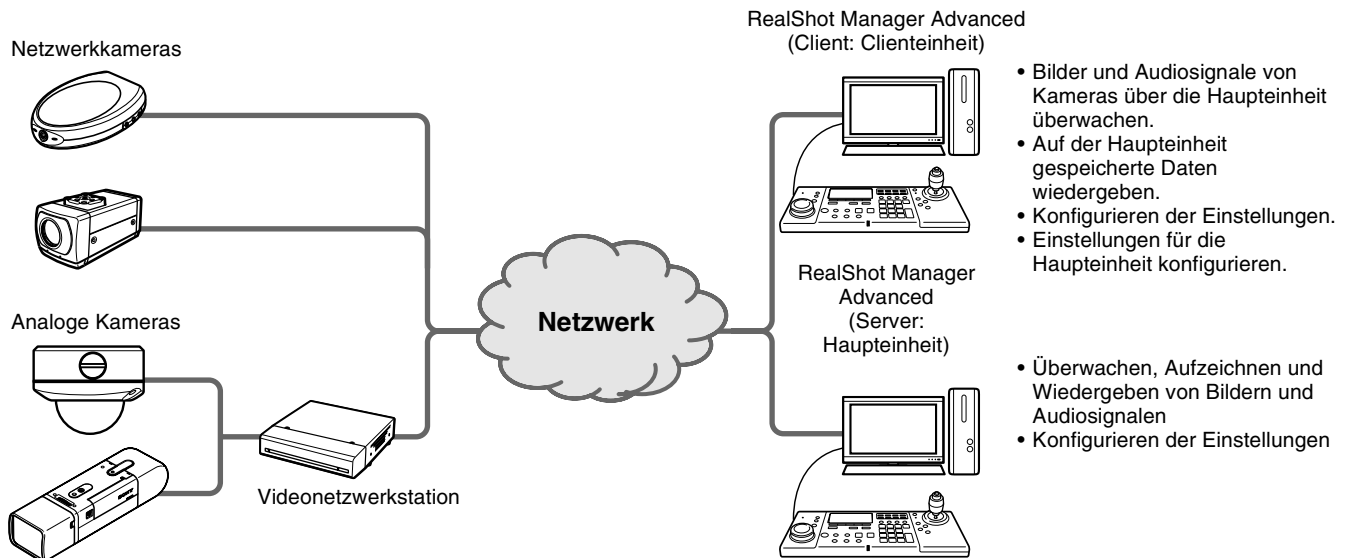 RealShot Manager Advanced
(Client: Clienteinheit)
Netzwerkkameras
• Bilder und Audiosignale von
Kameras über die Haupteinheit
überwachen.
• Auf der Haupteinheit
gespeicherte Daten
wiedergeben.
• Konfigurieren der Einstellungen.
• Einstellungen für die
Haupteinheit konfigurieren.
RealShot Manager
Advanced
(Server:
Haupteinheit)
Netzwerk
Analoge Kameras
• Überwachen, Aufzeichnen und
Wiedergeben von Bildern und
Audiosignalen
• Konfigurieren der Einstellungen
Videonetzwerkstation